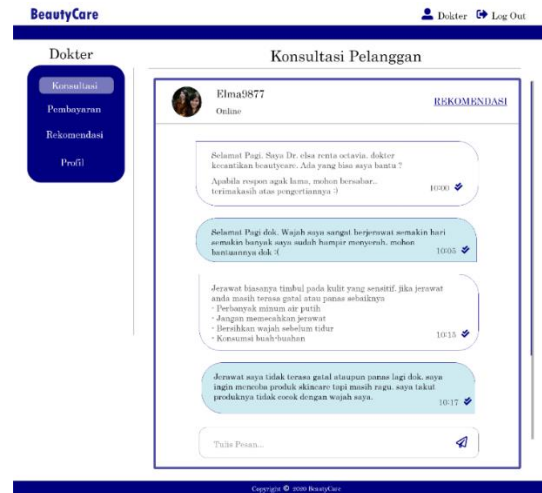 BeautyCare
Dokter
Log Out
Dokter
Konsultasi Pelanggan
Konsultasi
Pembayaran
Rekomendasi
Profil
Elma9877
Online
REKOMENDASI
Selamat Pagi. Saya Dr. elsa renta octavia. dokter
kecantikan beautycare. Ada yang bisa saya bantu ?
Apabila respon agak lama, mohon bersabar..
terimakasih atas pengertiannya :)
10:00
Selamat Pagi dok. Wajah saya sangat berjerawat semakin hari
semakin banyak saya sudah hampir menyerah. mohon
bantuannya dok :(
10:05
Jerawat biasanya timbul pada kulit yang sensitif. jika jerawat
anda masih terasa gatal atau panas sebaiknya
- Perbanyak minum air putih
- Jangan memecahkan jerawat
- Bersihkan wajah sebelum tidur
- Konsumsi buah-buahan
10:15
Jerawat saya tidak terasa gatal ataupun panas lagi dok. saya
ingin mencoba produk skincare tapi masih ragu. saya takut
produknya tidak cocok dengan wajah saya.
10:17
Tulis Pesan...
Copyright © 2020 BeautyCare